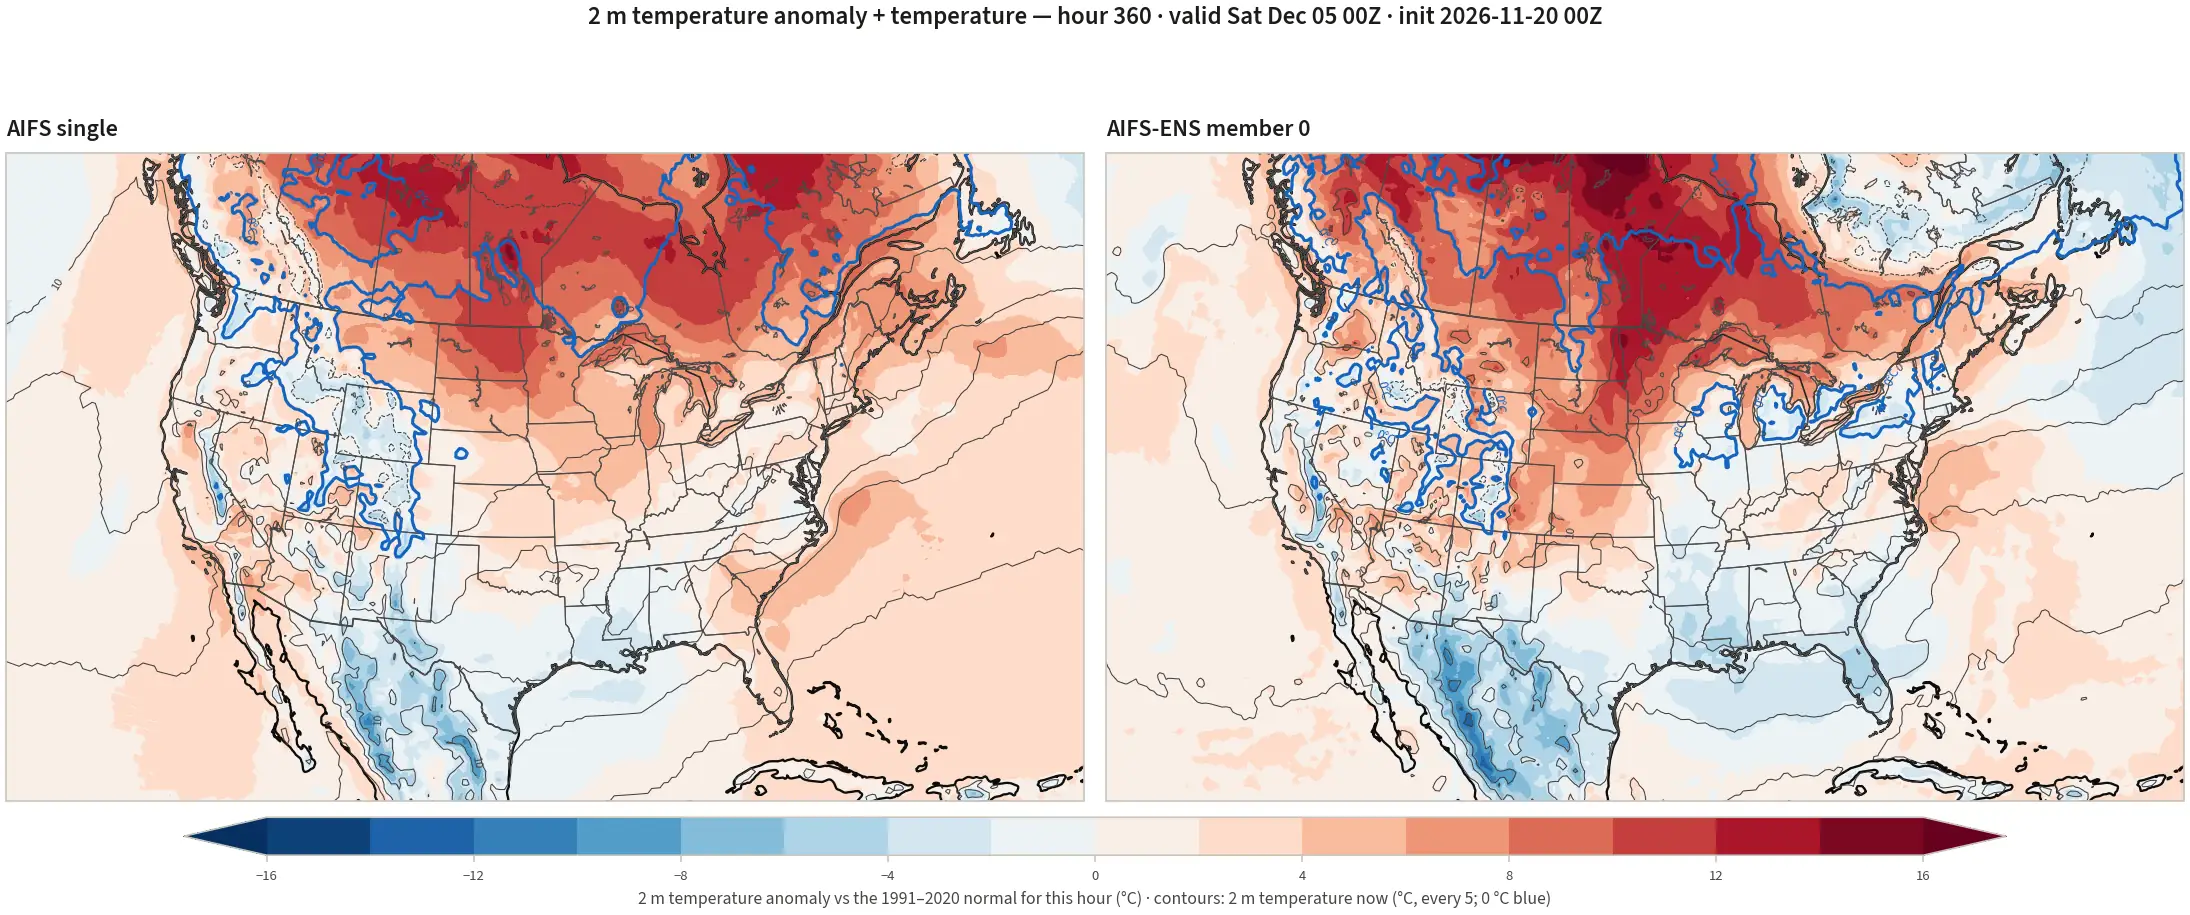 2 m temperature anomaly + temperature — hour 360 · valid Sat Dec 05 00Z · init 2026-11-20 00Z
AIFS single
AIFS-ENS member 0
10
−16
−12
−8
−4
0
4
8
12
16
2 m temperature anomaly vs the 1991–2020 normal for this hour (°C) · contours: 2 m temperature now (°C, every 5; 0 °C blue)